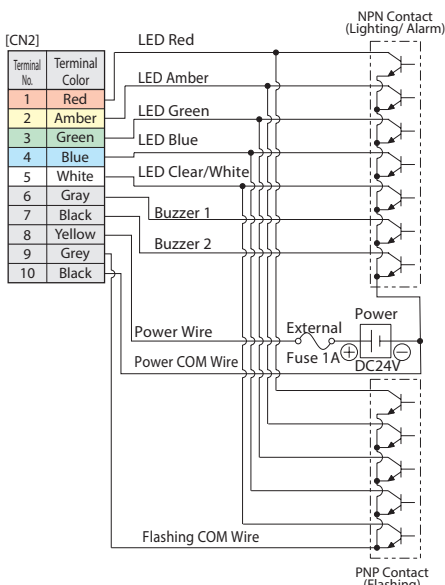 NPN Contact
(Lighting/ Alarm)
[CN2]
Terminal No. Terminal Color
1 Red
2 Amber
3 Green
4 Blue
5 White
6 Gray
7 Black
8 Yellow
9 Grey
10 Black
LED Red
LED Amber
LED Green
LED Blue
LED Clear/White
Buzzer 1
Buzzer 2
Power Wire
External
Fuse 1A
Power
+ −
DC24V
Power COM Wire
Flashing COM Wire
PNP Contact
(Flashing)